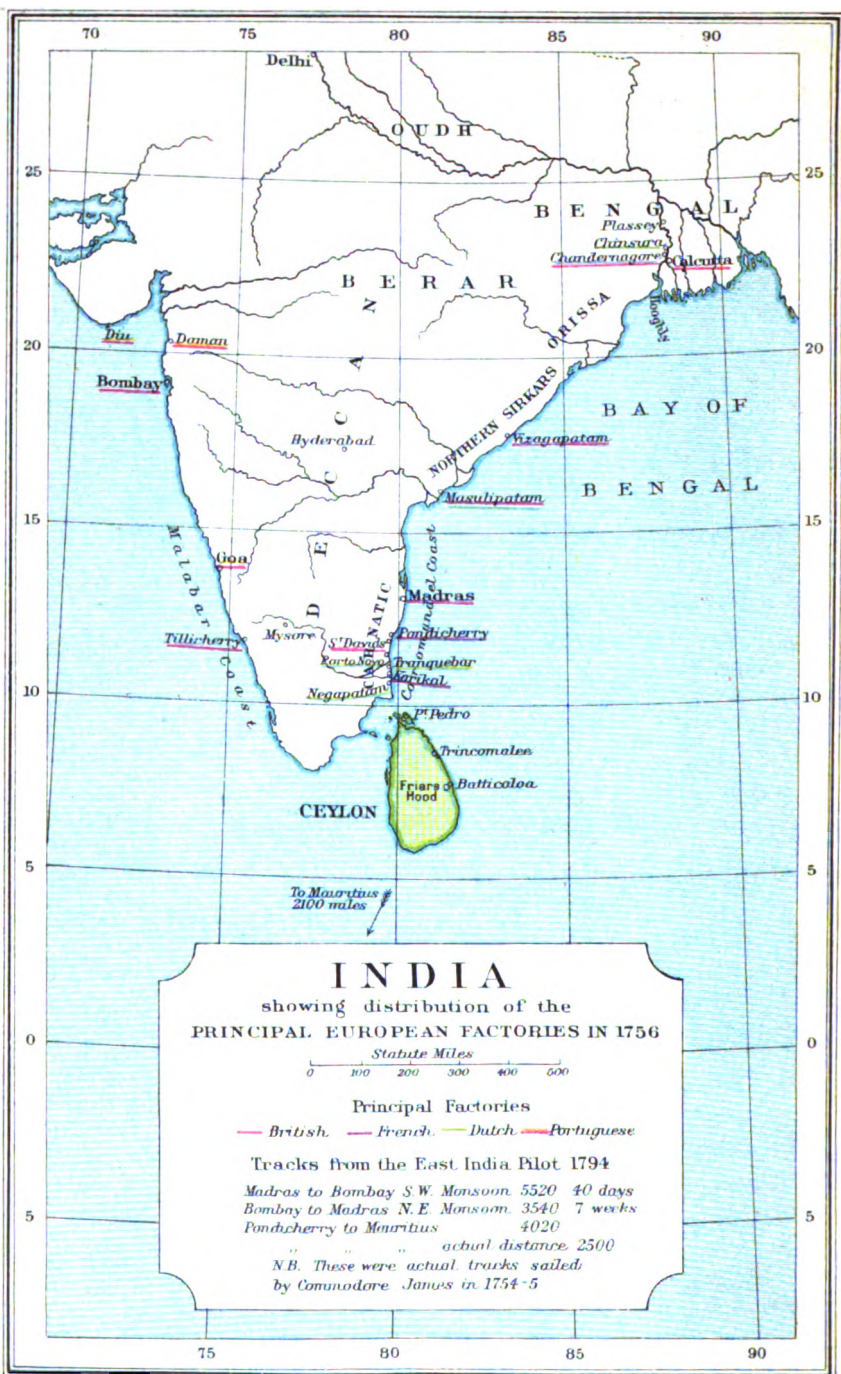 70 75 80 85 90
Delhi
OUDH
25 25
BENGAL
Plassey
Chinsura
Chandernagore
Calcutta
BERAR
Hooghly
ORISSA
Diu
Daman
20 20
Bombay
DECCAN
BAY OF
BENGAL
NORTHERN SIRKARS
Hyderabad
Vizagapatam
Masulipatam
15 15
Malabar Coast
Goa
Coromandel Coast
CARNATIC
Madras
Mysore
St Davids
Pondicherry
Tillicherry
Porto Novo
Tranquebar
Karikal
Negapatam
10 10
Pt Pedro
Trincomalee
Friars
Hood
Batticaloa
CEYLON
5 5
To Mauritius
2100 miles
INDIA
showing distribution of the
PRINCIPAL EUROPEAN FACTORIES IN 1756
Statute Miles
0 100 200 300 400 500
0 0
Principal Factories
British French Dutch Portuguese
Tracks from the East India Pilot 1794
Madras to Bombay S.W. Monsoon 5520 40 days
Bombay to Madras N.E. Monsoon 3540 7 weeks
Pondicherry to Mauritius 4020
" " " actual distance 2500
5 5
N.B. These were actual tracks sailed
by Commodore James in 1754-5
75 80 85 90